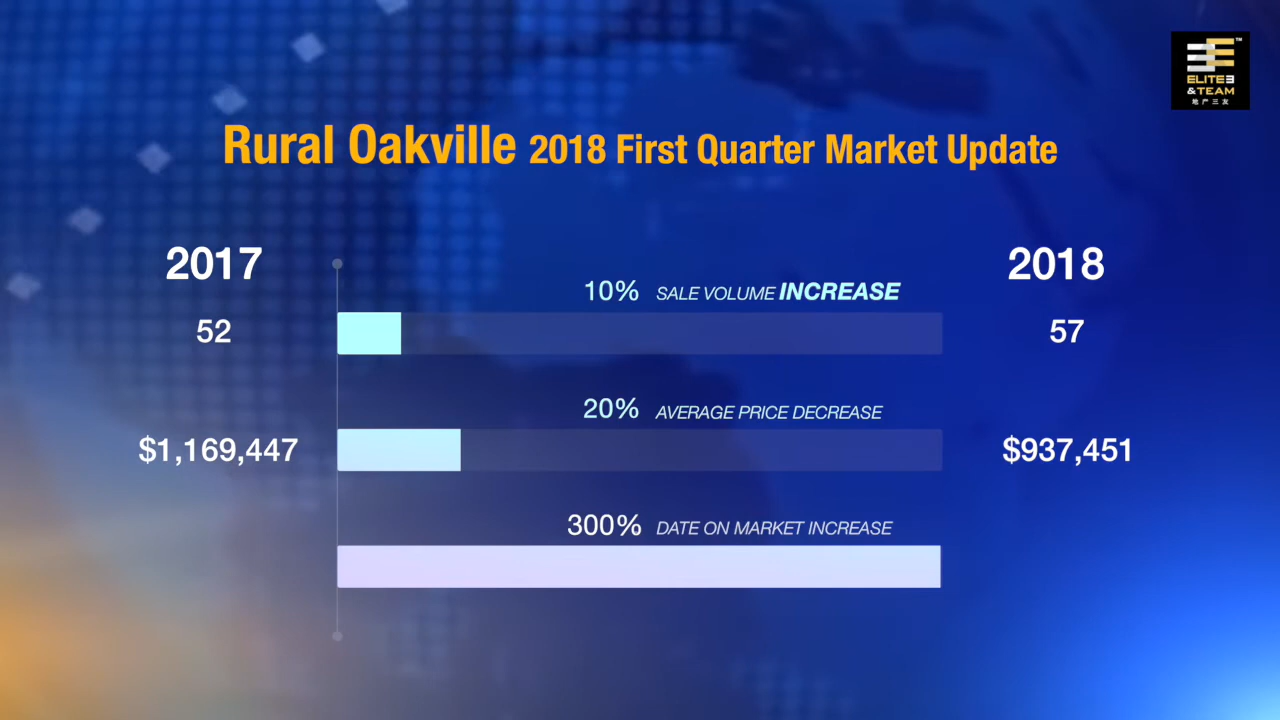 ELITE3
&TEAM
地产三友
Rural Oakville 2018 First Quarter Market Update
2017
2018
10% SALE VOLUME INCREASE
52
57
20% AVERAGE PRICE DECREASE
$1,169,447
$937,451
300% DATE ON MARKET INCREASE